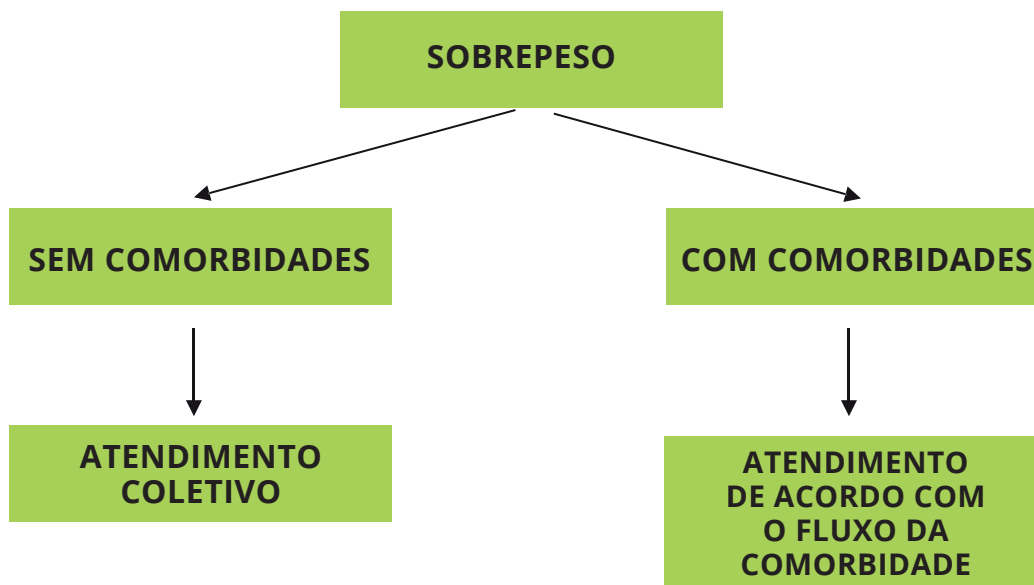 SOBREPESO
SEM COMORBIDADES
COM COMORBIDADES
ATENDIMENTO
COLETIVO
ATENDIMENTO
DE ACORDO COM
O FLUXO DA
COMORBIDADE